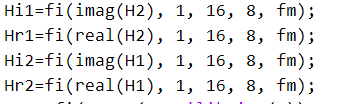 Hi1=fi(imag(H2), 1, 16, 8, fm);
Hr1=fi(real(H2), 1, 16, 8, fm);
Hi2=fi(imag(H1), 1, 16, 8, fm);
Hr2=fi(real(H1), 1, 16, 8, fm);